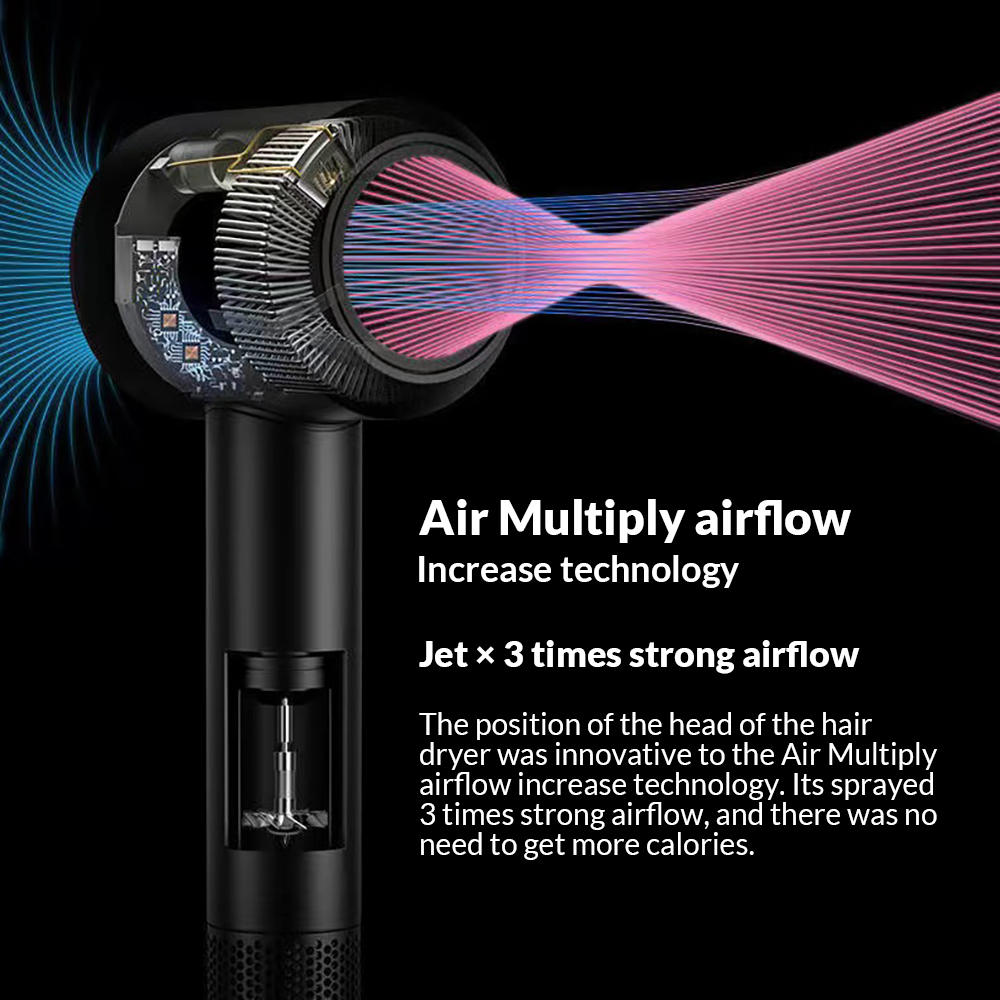 Air Multiply airflow
Increase technology
Jet × 3 times strong airflow
The position of the head of the hair
dryer was innovative to the Air Multiply
airflow increase technology. Its sprayed
3 times strong airflow, and there was no
need to get more calories.